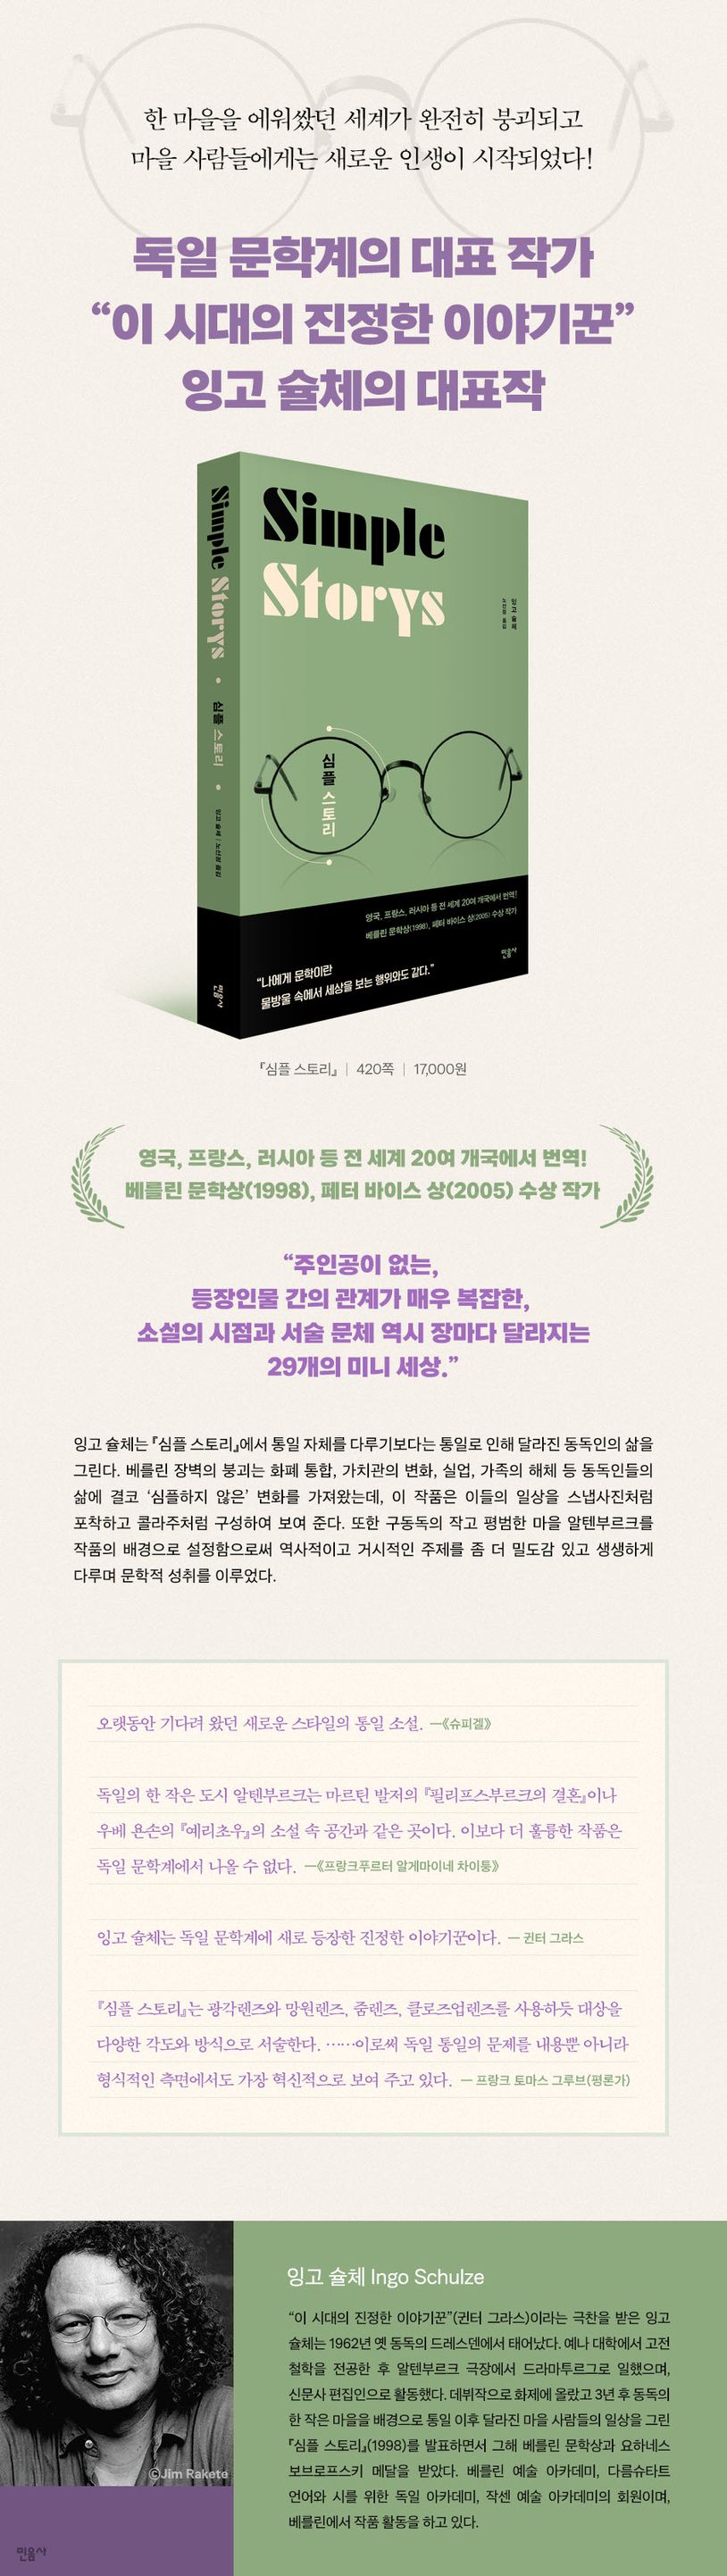 한 마을을 에워쌌던 세계가 완전히 붕괴되고
마을 사람들에게는 새로운 인생이 시작되었다!
독일 문학계의 대표 작가
“이 시대의 진정한 이야기꾼”
잉고 슐체의 대표작
Simple
Storys
잉고 슐체
노선정 옮김
Simple Storys • 심플 스토리 • 잉고 슐체 | 노선정 옮김
심플 스토리
영국, 프랑스, 러시아 등 전 세계 20여 개국에서 번역!
베를린 문학상(1998), 페터 바이스 상(2005) 수상 작가
민음사
“나에게 문학이란
물방울 속에서 세상을 보는 행위와도 같다.”
민음사
『심플 스토리』 | 420쪽 | 17,000원
영국, 프랑스, 러시아 등 전 세계 20여 개국에서 번역!
베를린 문학상(1998), 페터 바이스 상(2005) 수상 작가
“주인공이 없는,
등장인물 간의 관계가 매우 복잡한,
소설의 시점과 서술 문체 역시 장마다 달라지는
29개의 미니 세상.”
잉고 슐체는 『심플 스토리』에서 통일 자체를 다루기보다는 통일로 인해 달라진 동독인의 삶을
그린다. 베를린 장벽의 붕괴는 화폐 통합, 가치관의 변화, 실업, 가족의 해체 등 동독인들의
삶에 결코 ‘심플하지 않은’ 변화를 가져왔는데, 이 작품은 이들의 일상을 스냅사진처럼
포착하고 콜라주처럼 구성하여 보여 준다. 또한 구동독의 작고 평범한 마을 알텐부르크를
작품의 배경으로 설정함으로써 역사적이고 거시적인 주제를 좀 더 밀도감 있고 생생하게
다루며 문학적 성취를 이루었다.
오랫동안 기다려 왔던 새로운 스타일의 통일 소설. —《슈피겔》
독일의 한 작은 도시 알텐부르크는 마르틴 발저의 『필리프스부르크의 결혼』이나
우베 욘손의 『예리초우』의 소설 속 공간과 같은 곳이다. 이보다 더 훌륭한 작품은
독일 문학계에서 나올 수 없다. —《프랑크푸르터 알게마이네 차이퉁》
잉고 슐체는 독일 문학계에 새로 등장한 진정한 이야기꾼이다. — 귄터 그라스
『심플 스토리』는 광각렌즈와 망원렌즈, 줌렌즈, 클로즈업렌즈를 사용하듯 대상을
다양한 각도와 방식으로 서술한다. ……이로써 독일 통일의 문제를 내용뿐 아니라
형식적인 측면에서도 가장 혁신적으로 보여 주고 있다. — 프랑크 토마스 그루브(평론가)
잉고 슐체 Ingo Schulze
“이 시대의 진정한 이야기꾼”(귄터 그라스)이라는 극찬을 받은 잉고
슐체는 1962년 옛 동독의 드레스덴에서 태어났다. 예나 대학에서 고전
철학을 전공한 후 알텐부르크 극장에서 드라마투르그로 일했으며,
신문사 편집인으로 활동했다. 데뷔작으로 화제에 올랐고 3년 후 동독의
한 작은 마을을 배경으로 통일 이후 달라진 마을 사람들의 일상을 그린
『심플 스토리』(1998)를 발표하면서 그해 베를린 문학상과 요하네스
보브로프스키 메달을 받았다. 베를린 예술 아카데미, 다름슈타트
언어와 시를 위한 독일 아카데미, 작센 예술 아카데미의 회원이며,
베를린에서 작품 활동을 하고 있다.
©Jim Rakete
민음사